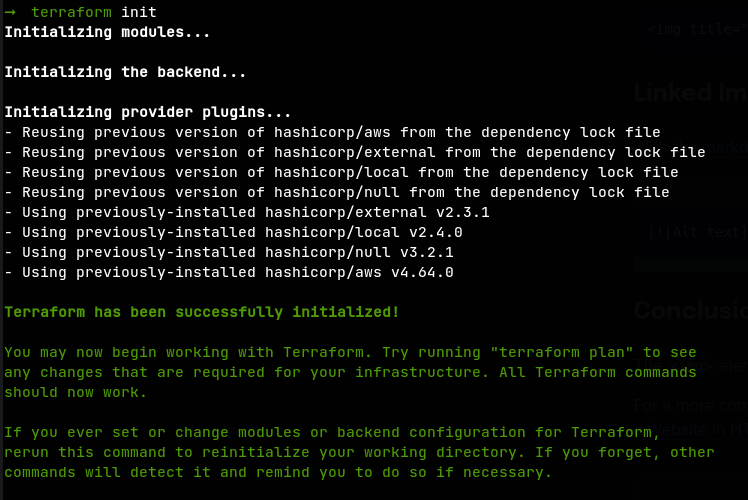 → terraform init
Initializing modules...
Initializing the backend...
Initializing provider plugins...
- Reusing previous version of hashicorp/aws from the dependency lock file
- Reusing previous version of hashicorp/external from the dependency lock file
- Reusing previous version of hashicorp/local from the dependency lock file
- Reusing previous version of hashicorp/null from the dependency lock file
- Using previously-installed hashicorp/external v2.3.1
- Using previously-installed hashicorp/local v2.4.0
- Using previously-installed hashicorp/null v3.2.1
- Using previously-installed hashicorp/aws v4.64.0
Terraform has been successfully initialized!
You may now begin working with Terraform. Try running "terraform plan" to see
any changes that are required for your infrastructure. All Terraform commands
should now work.
If you ever set or change modules or backend configuration for Terraform,
rerun this command to reinitialize your working directory. If you forget, other
commands will detect it and remind you to do so if necessary.
<img title=
Linked Im
[![Alt text
Conclusio
For a more co